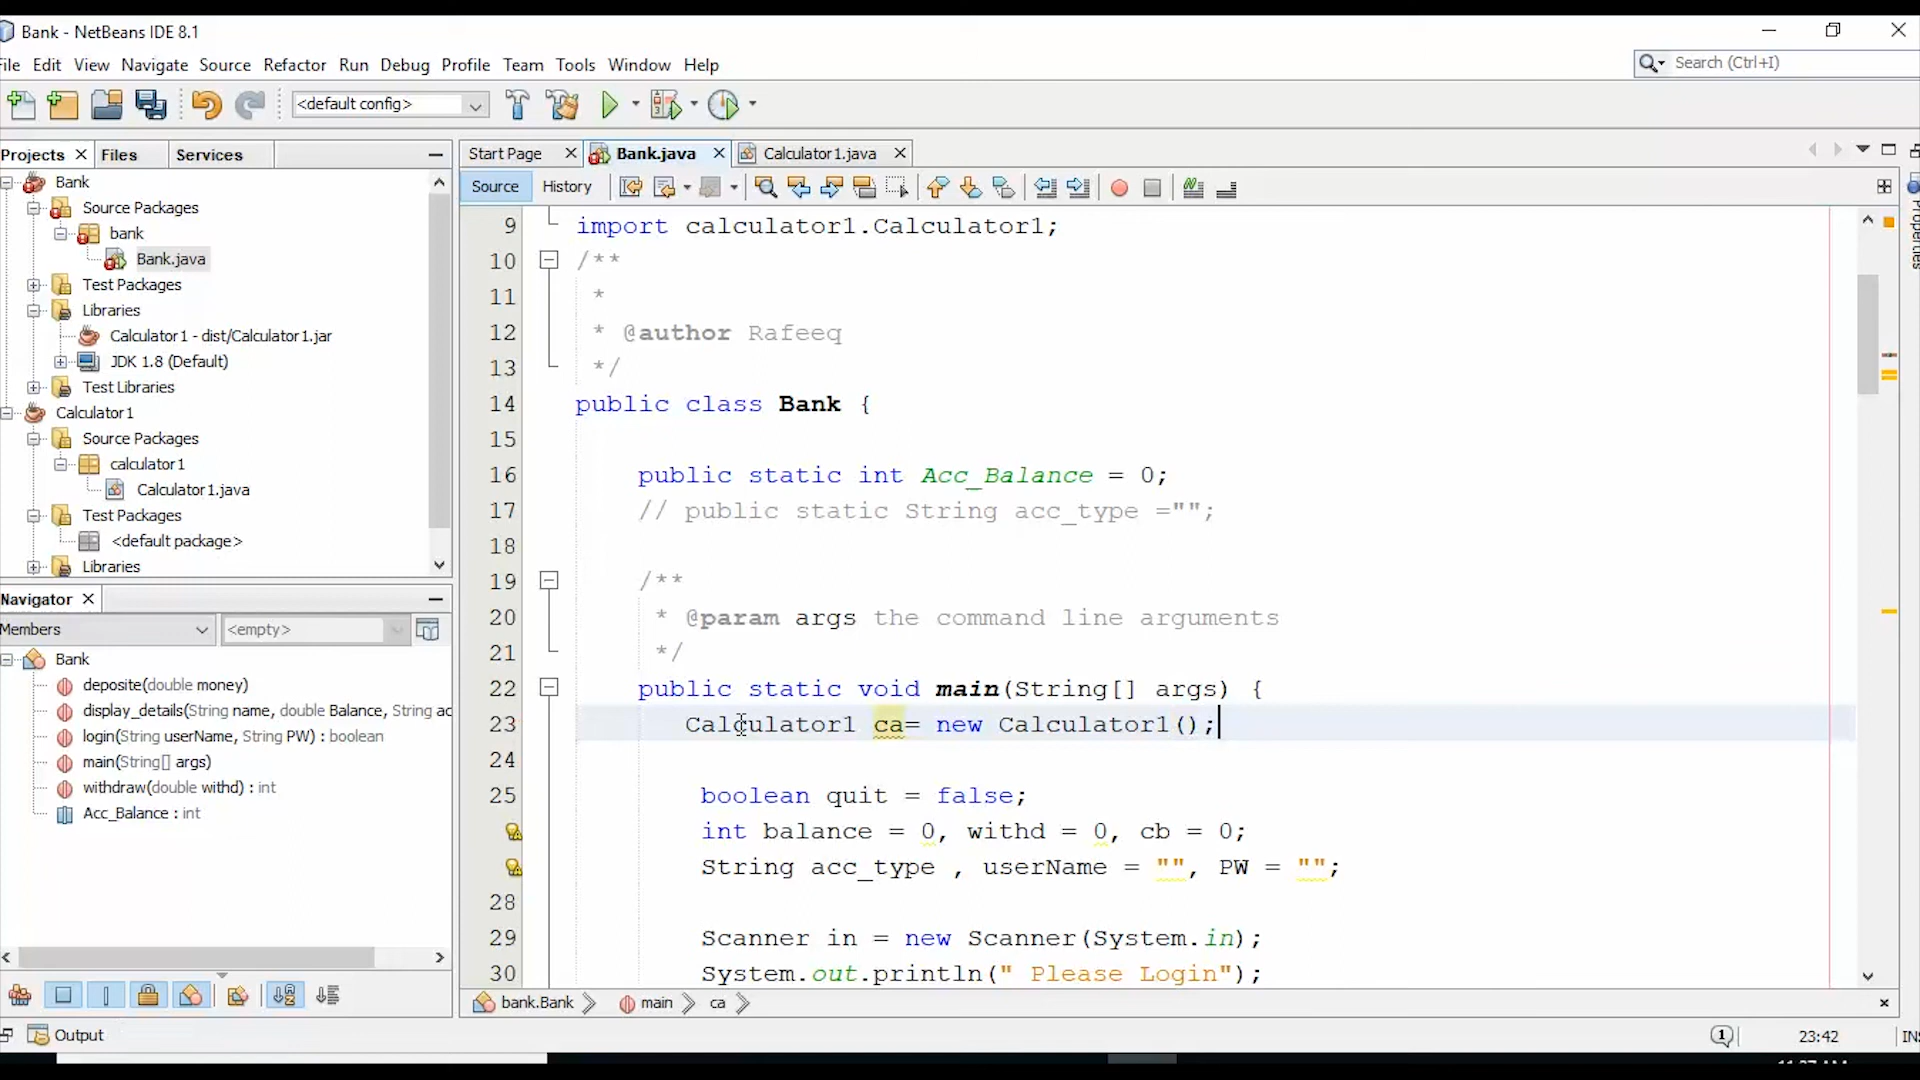 Bank - NetBeans IDE 8.1
File Edit View Navigate Source Refactor Run Debug Profile Team Tools Window Help
Search (Ctrl+I)
<default config>
Projects Files Services
Bank
Source Packages
bank
Bank.java
Test Packages
Libraries
Calculator1 - dist/Calculator1.jar
JDK 1.8 (Default)
Test Libraries
Calculator1
Source Packages
calculator1
Calculator1.java
Test Packages
<default package>
Libraries
Navigator
Members <empty>
Bank
deposite(double money)
display_details(String name, double Balance, String ac
login(String userName, String PW) : boolean
main(String[] args)
withdraw(double withd) : int
Acc_Balance : int
Start Page Bank.java Calculator1.java
Source History
9 import calculator1.Calculator1;
10 /**
11 *
12 * @author Rafeeq
13 */
14 public class Bank {
15
16 public static int Acc_Balance = 0;
17 // public static String acc_type ="";
18
19 /**
20 * @param args the command line arguments
21 */
22 public static void main(String[] args) {
23 Calculator1 ca= new Calculator1();
24
25 boolean quit = false;
int balance = 0, withd = 0, cb = 0;
String acc_type , userName = "", PW = "";
28
29 Scanner in = new Scanner(System.in);
30 System.out.println(" Please Login");
bank.Bank main ca
Properties
Output
1
23:42
INS